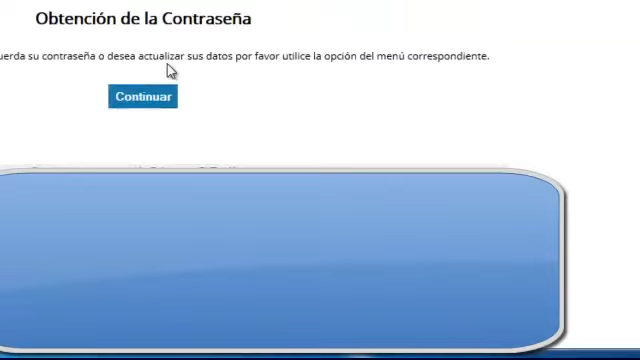 Obtención de la Contraseña
su contraseña o desea actualizar sus datos por favor utilice la opción del menú correspondiente.
Continuar